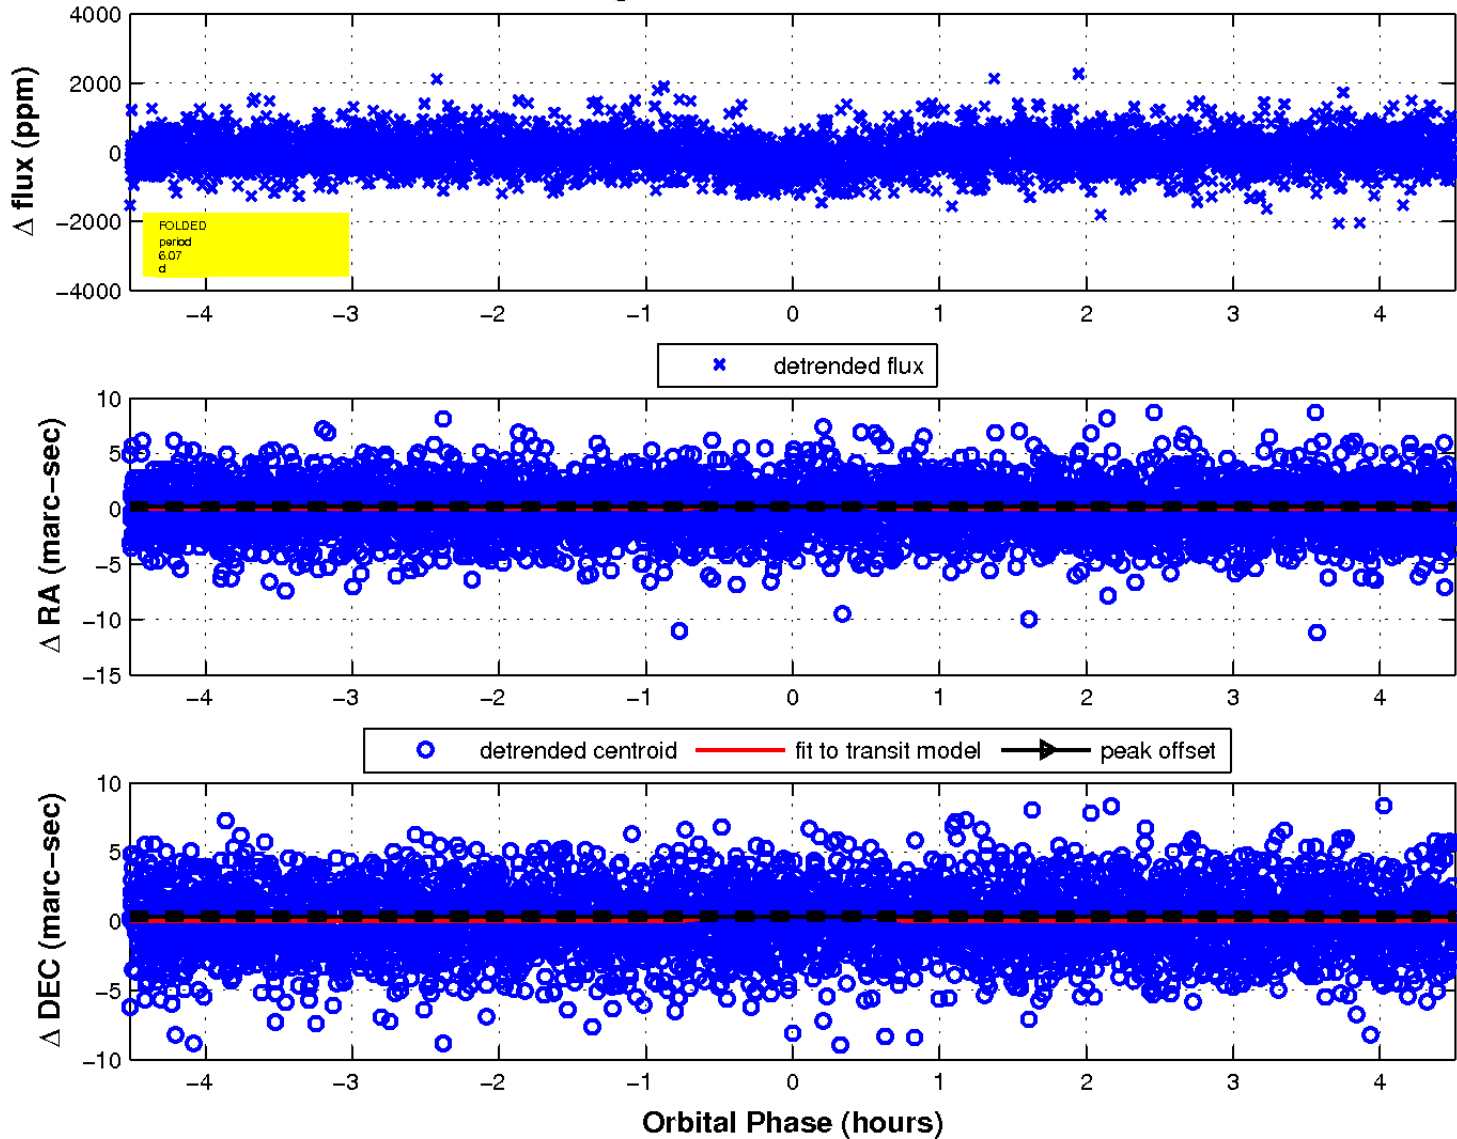 4000
2000
0
−2000
−4000
Δ flux (ppm)
FOLDED
period
6.07
d
−4 −3 −2 −1 0 1 2 3 4
detrended flux
10
5
0
−5
−10
−15
Δ RA (marc−sec)
−4 −3 −2 −1 0 1 2 3 4
detrended centroid fit to transit model peak offset
10
5
0
−5
−10
Δ DEC (marc−sec)
−4 −3 −2 −1 0 1 2 3 4
Orbital Phase (hours)